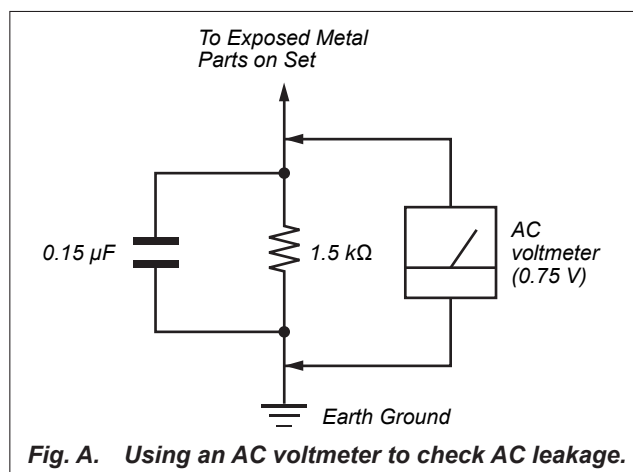 To Exposed Metal
Parts on Set
0.15 µF
1.5 kΩ
AC
voltmeter
(0.75 V)
Earth Ground
Fig. A. Using an AC voltmeter to check AC leakage.